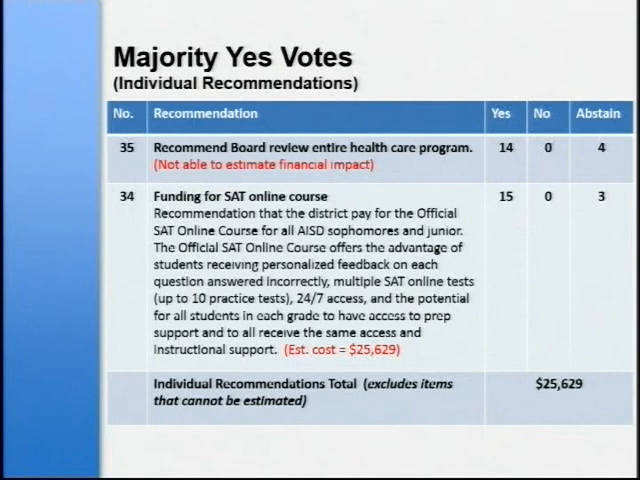 Majority Yes Votes
(Individual Recommendations)
No. Recommendation Yes No Abstain
35 Recommend Board review entire health care program. 14 0 4
(Not able to estimate financial impact)
34 Funding for SAT online course 15 0 3
Recommendation that the district pay for the Official
SAT Online Course for all AISD sophomores and junior.
The Official SAT Online Course offers the advantage of
students receiving personalized feedback on each
question answered incorrectly, multiple SAT online tests
(up to 10 practice tests), 24/7 access, and the potential
for all students in each grade to have access to prep
support and to all receive the same access and
instructional support. (Est. cost = $25,629)
Individual Recommendations Total (excludes items $25,629
that cannot be estimated)